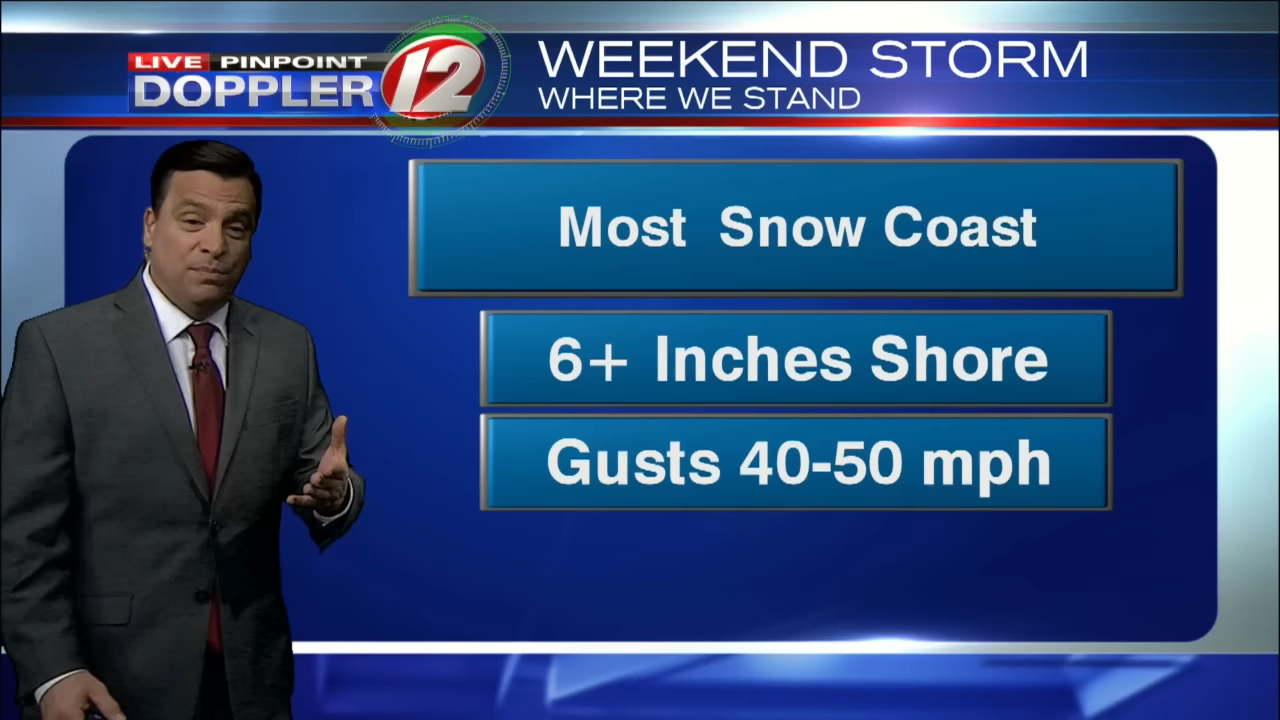 LIVE PINPOINT
DOPPLER 12
WEEKEND STORM
WHERE WE STAND
Most Snow Coast
6+ Inches Shore
Gusts 40-50 mph